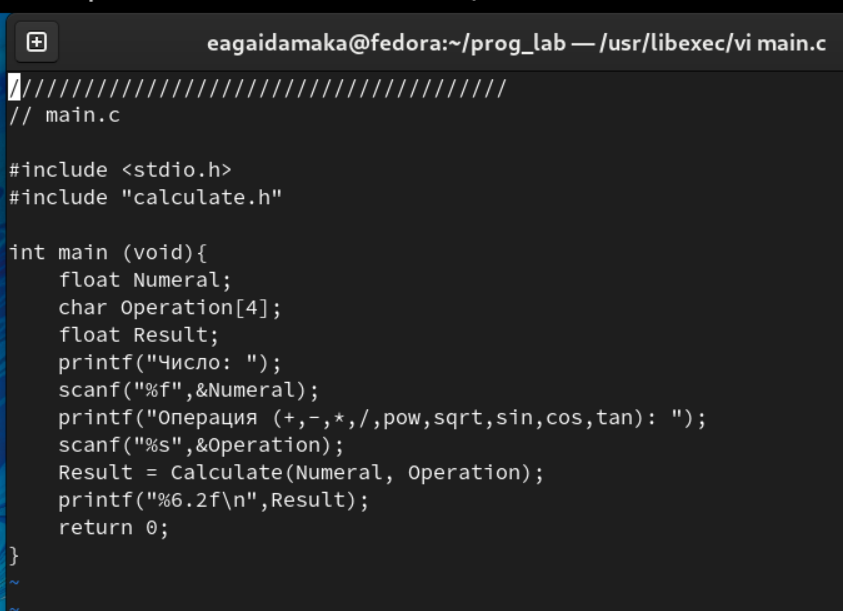 eagaidamaka@fedora:~/prog_lab — /usr/libexec/vi main.c
////////////////////////////////////////
// main.c
#include <stdio.h>
#include "calculate.h"
int main (void){
    float Numeral;
    char Operation[4];
    float Result;
    printf("Число: ");
    scanf("%f",&Numeral);
    printf("Операция (+,-,*,/,pow,sqrt,sin,cos,tan): ");
    scanf("%s",&Operation);
    Result = Calculate(Numeral, Operation);
    printf("%6.2f\n",Result);
    return 0;
}
~
~